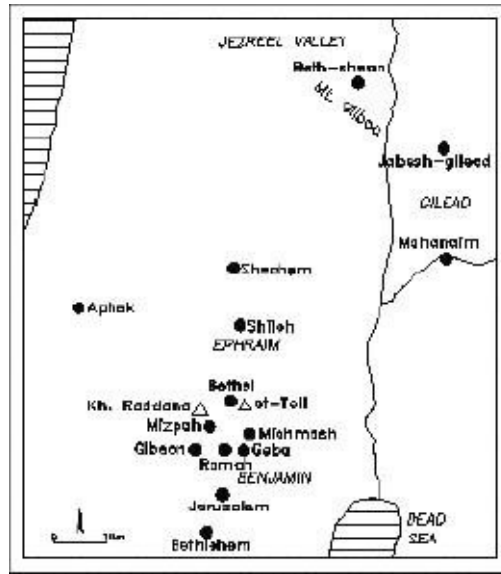 JEZREEL VALLEY
Beth-shean
Mt. Gilboa
Jabesh-gilead
GILEAD
Mahanaim
Shechem
Aphek
Shiloh
EPHRAIM
Bethel
Kh. Raddana
et-Tell
Mizpah
Michmash
Gibeon
Ramah
Geba
BENJAMIN
Jerusalem
DEAD
SEA
0
Bethlehem